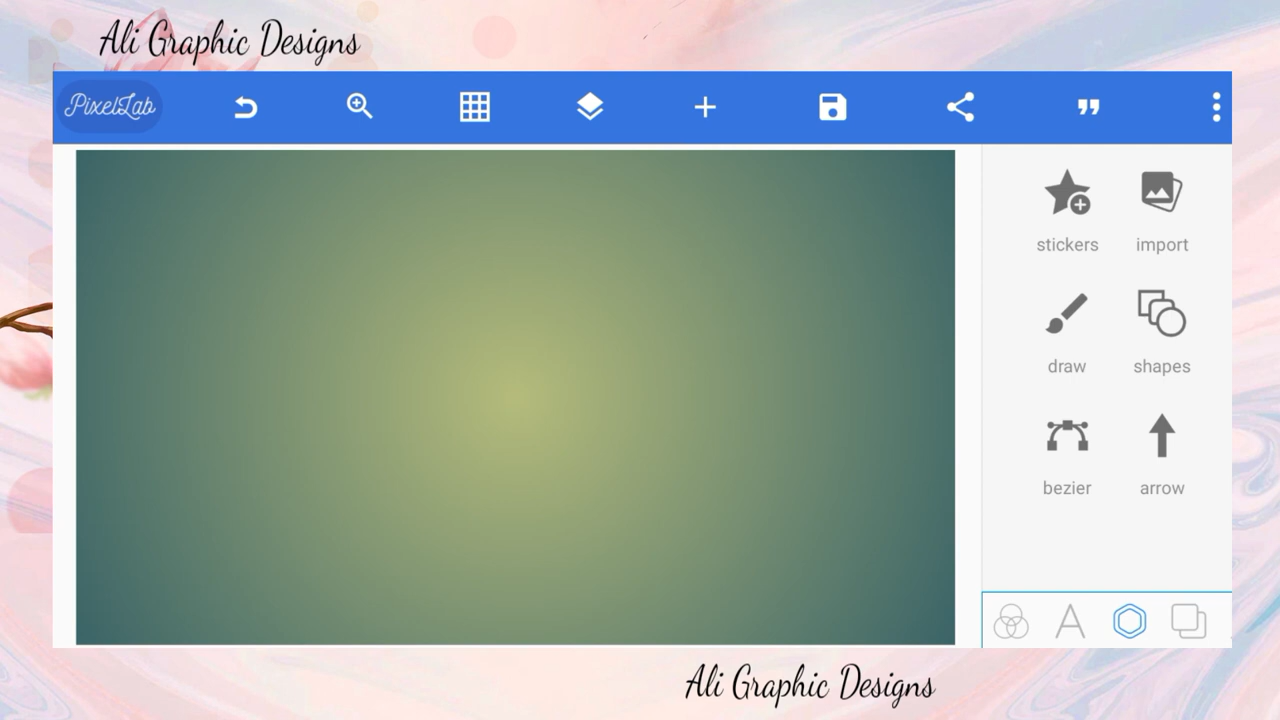 Ali Graphic Designs
PixelLab
stickers import
draw shapes
bezier arrow
Ali Graphic Designs